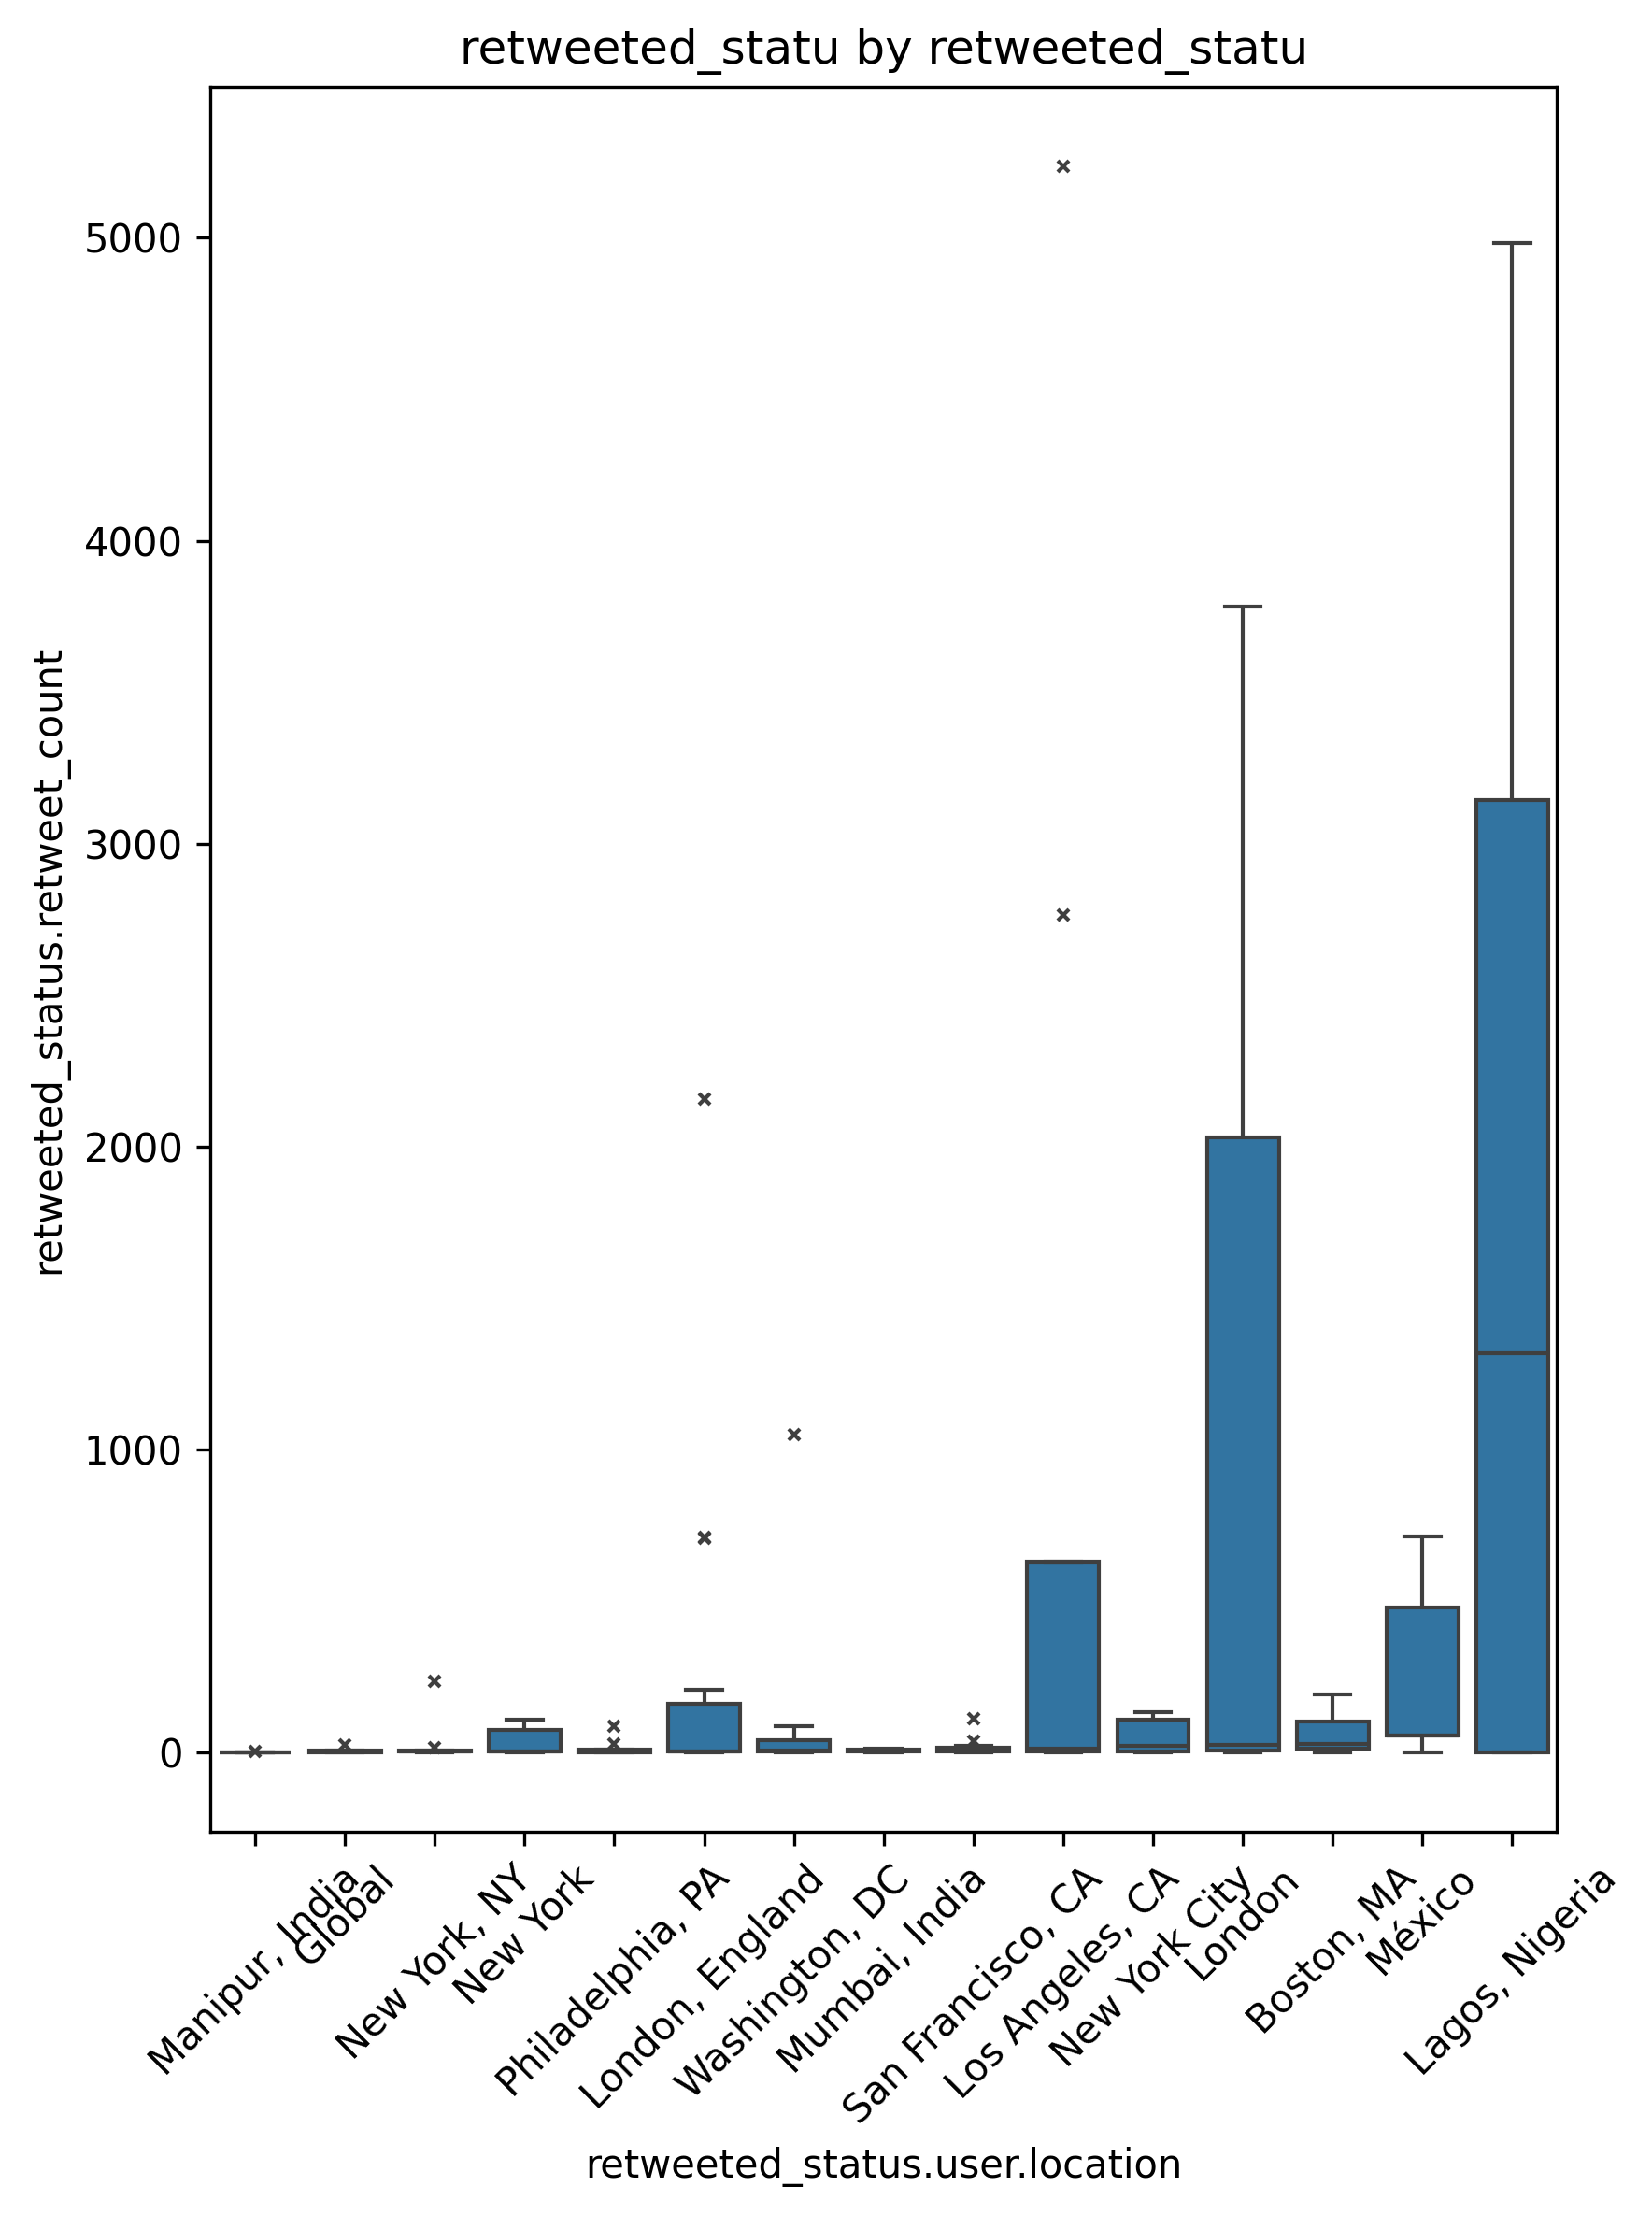 retweeted_statu by retweeted_statu
retweeted_status.retweet_count
5000
4000
3000
2000
1000
0
Manipur, India
Global
New York, NY
New York
Philadelphia, PA
London, England
Washington, DC
Mumbai, India
San Francisco, CA
Los Angeles, CA
New York City
London
Boston, MA
México
Lagos, Nigeria
retweeted_status.user.location